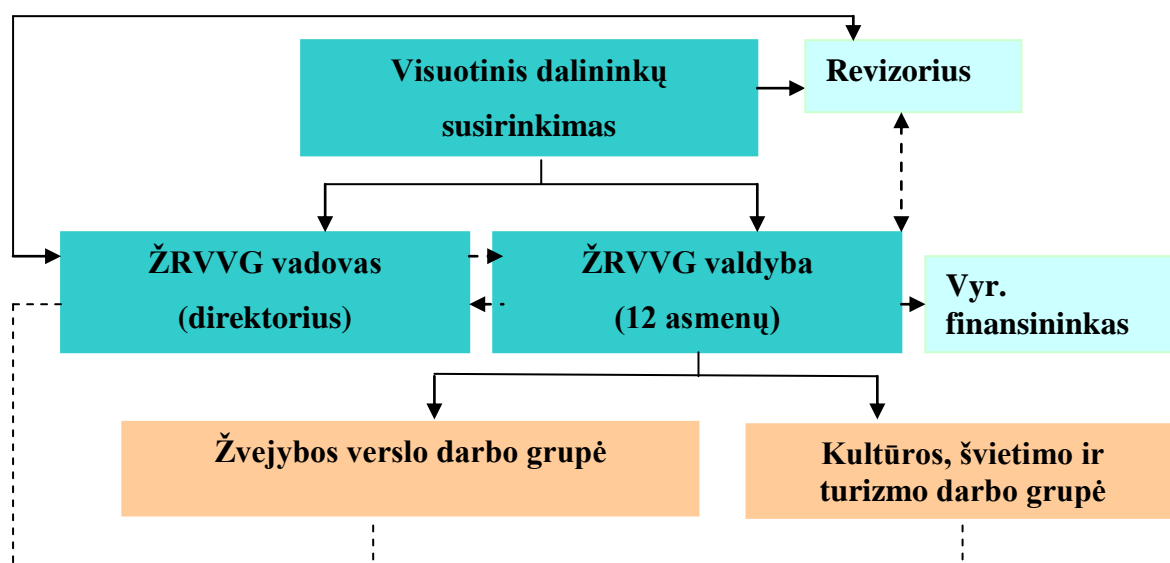 Visuotinis dalininkų
susirinkimas
Revizorius
ŽRVVG vadovas
(direktorius)
ŽRVVG valdyba
(12 asmenų)
Vyr.
finansininkas
Žvejybos verslo darbo grupė
Kultūros, švietimo ir
turizmo darbo grupė